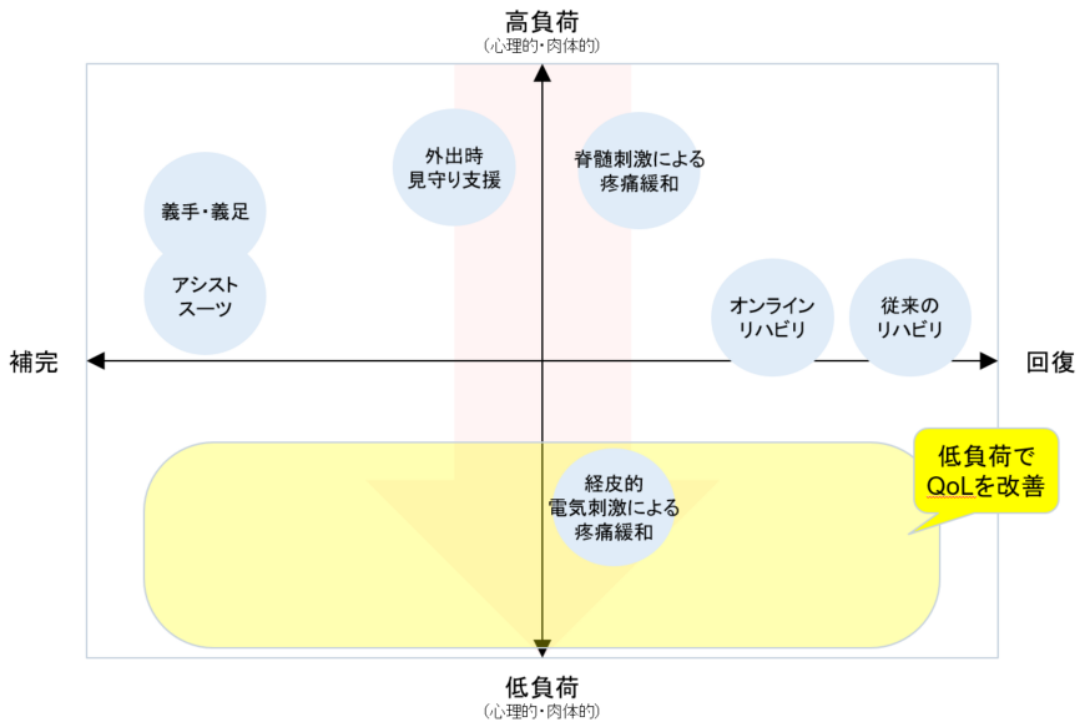 高負荷
(心理的・肉体的)
外出時
見守り支援
脊髄刺激による
疼痛緩和
義手・義足
アシスト
スーツ
オンライン
リハビリ
従来の
リハビリ
補完
回復
低負荷で
QoLを改善
経皮的
電気刺激による
疼痛緩和
低負荷
(心理的・肉体的)